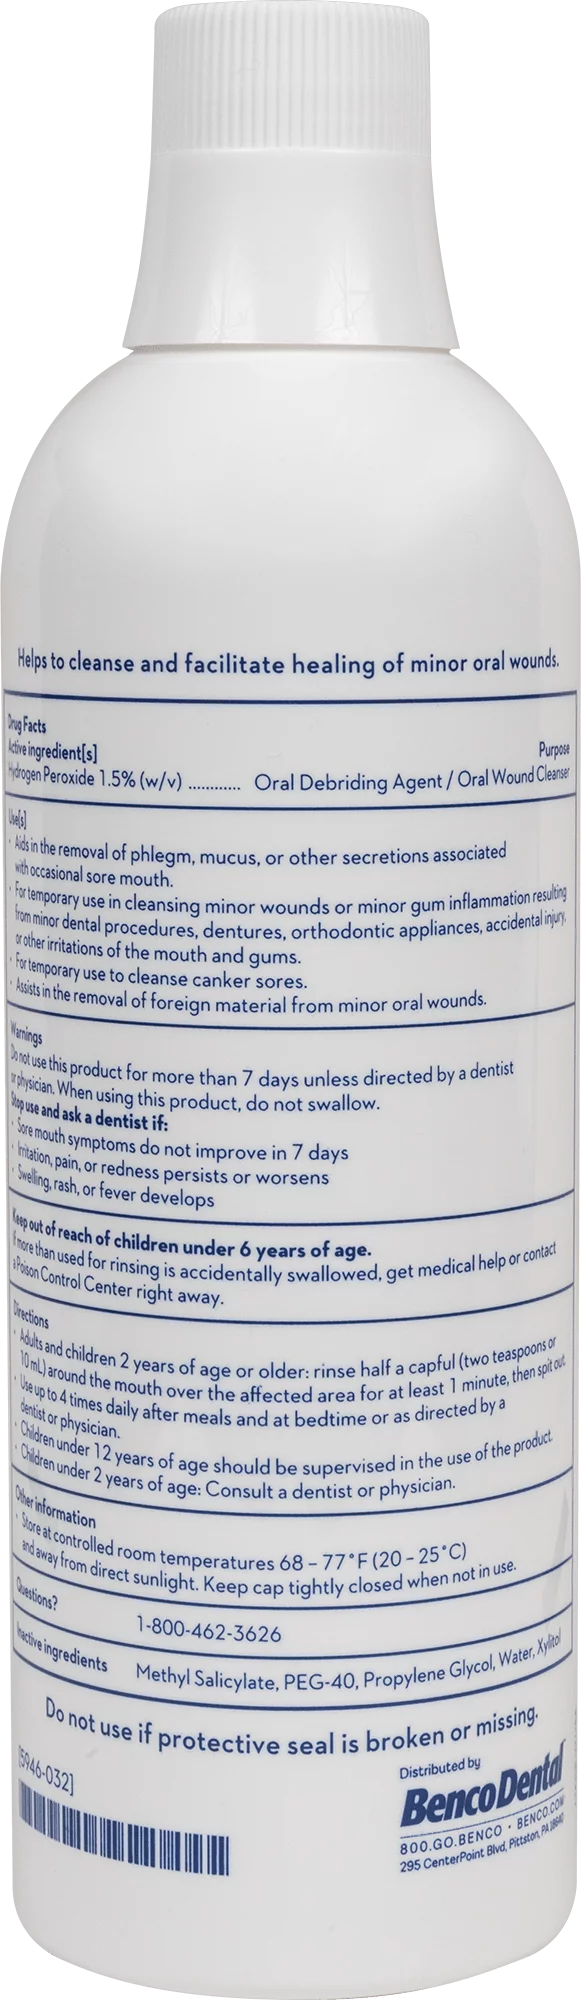 Helps to cleanse and facilitate healing of minor oral wounds.
Drug Facts
Active ingredient[s]
Purpose
Hydrogen Peroxide 1.5% (w/v) ............ Oral Debriding Agent / Oral Wound Cleanser
Use[s]
· Aids in the removal of phlegm, mucus, or other secretions associated
with occasional sore mouth.
· For temporary use in cleansing minor wounds or minor gum inflammation resulting
from minor dental procedures, dentures, orthodontic appliances, accidental injury,
or other irritations of the mouth and gums.
· For temporary use to cleanse canker sores.
· Assists in the removal of foreign material from minor oral wounds.
Warnings
Do not use this product for more than 7 days unless directed by a dentist
or physician. When using this product, do not swallow.
Stop use and ask a dentist if:
· Sore mouth symptoms do not improve in 7 days
· Irritation, pain, or redness persists or worsens
· Swelling, rash, or fever develops
Keep out of reach of children under 6 years of age.
If more than used for rinsing is accidentally swallowed, get medical help or contact
a Poison Control Center right away.
Directions
· Adults and children 2 years of age or older: rinse half a capful (two teaspoons or
10 mL) around the mouth over the affected area for at least 1 minute, then spit out.
· Use up to 4 times daily after meals and at bedtime or as directed by a
dentist or physician.
· Children under 12 years of age should be supervised in the use of the product.
· Children under 2 years of age: Consult a dentist or physician.
Other information
· Store at controlled room temperatures 68 – 77°F (20 – 25°C)
and away from direct sunlight. Keep cap tightly closed when not in use.
Questions?
1-800-462-3626
Inactive ingredients
Methyl Salicylate, PEG-40, Propylene Glycol, Water, Xylitol
Do not use if protective seal is broken or missing.
[5946-032]
Distributed by
BencoDental
800.GO.BENCO · BENCO.COM
295 CenterPoint Blvd, Pittston, PA 18640